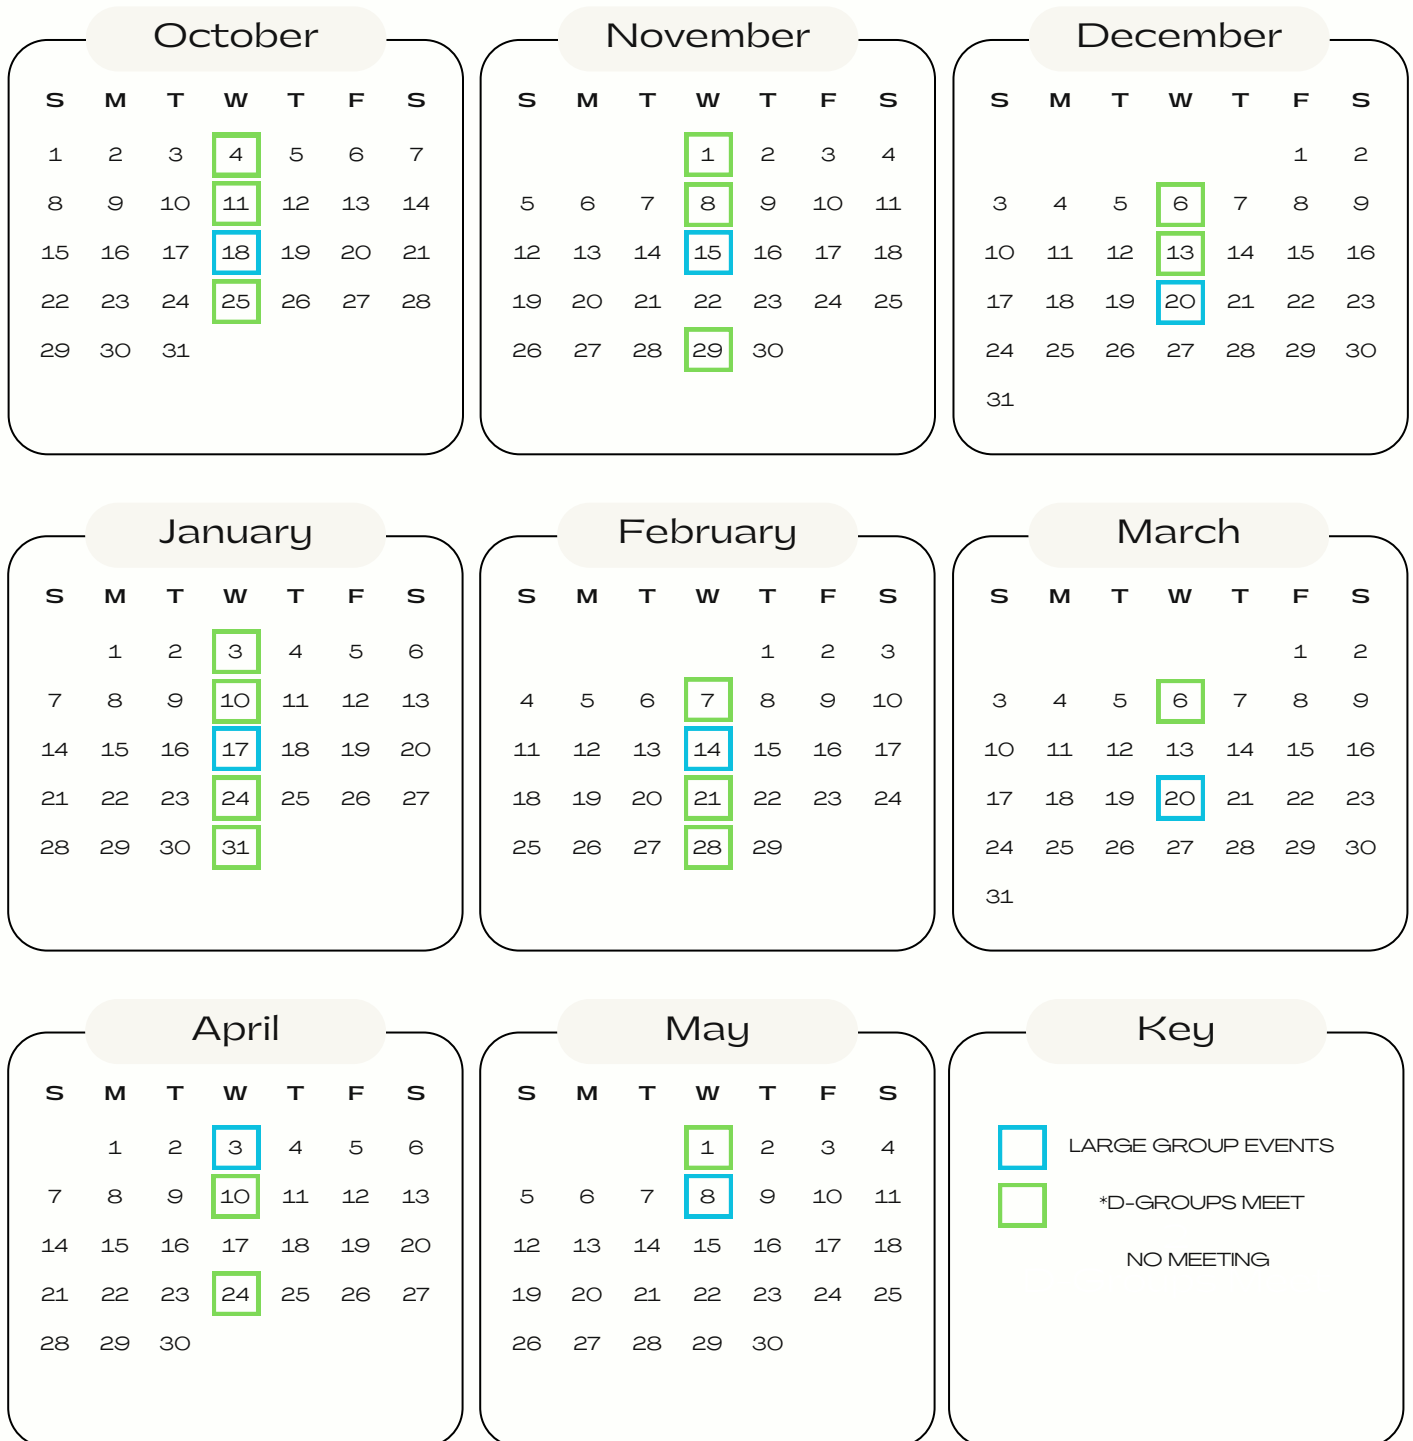 October
S M T W T F S
1 2 3 4 5 6 7
8 9 10 11 12 13 14
15 16 17 18 19 20 21
22 23 24 25 26 27 28
29 30 31
November
S M T W T F S
1 2 3 4
5 6 7 8 9 10 11
12 13 14 15 16 17 18
19 20 21 22 23 24 25
26 27 28 29 30
December
S M T W T F S
1 2
3 4 5 6 7 8 9
10 11 12 13 14 15 16
17 18 19 20 21 22 23
24 25 26 27 28 29 30
31
January
S M T W T F S
1 2 3 4 5 6
7 8 9 10 11 12 13
14 15 16 17 18 19 20
21 22 23 24 25 26 27
28 29 30 31
February
S M T W T F S
1 2 3
4 5 6 7 8 9 10
11 12 13 14 15 16 17
18 19 20 21 22 23 24
25 26 27 28 29
March
S M T W T F S
1 2
3 4 5 6 7 8 9
10 11 12 13 14 15 16
17 18 19 20 21 22 23
24 25 26 27 28 29 30
31
April
S M T W T F S
1 2 3 4 5 6
7 8 9 10 11 12 13
14 15 16 17 18 19 20
21 22 23 24 25 26 27
28 29 30
May
S M T W T F S
1 2 3 4
5 6 7 8 9 10 11
12 13 14 15 16 17 18
19 20 21 22 23 24 25
26 27 28 29 30
Key
LARGE GROUP EVENTS
*D-GROUPS MEET
NO MEETING